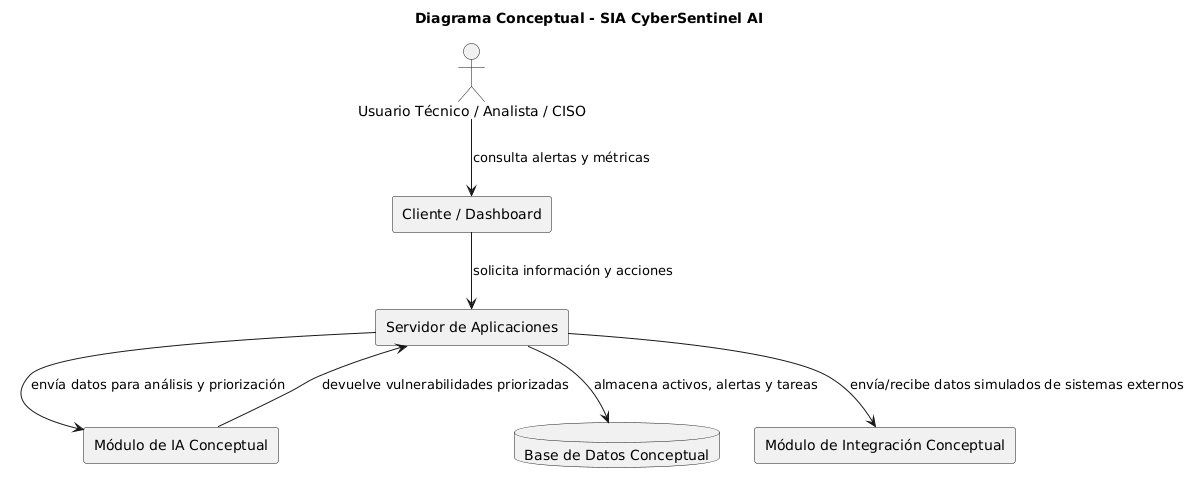 Diagrama Conceptual - SIA CyberSentinel AI
Usuario Técnico / Analista / CISO
consulta alertas y métricas
Cliente / Dashboard
solicita información y acciones
Servidor de Aplicaciones
envía datos para análisis y priorización
devuelve vulnerabilidades priorizadas
almacena activos, alertas y tareas
envía/recibe datos simulados de sistemas externos
Módulo de IA Conceptual
Base de Datos Conceptual
Módulo de Integración Conceptual